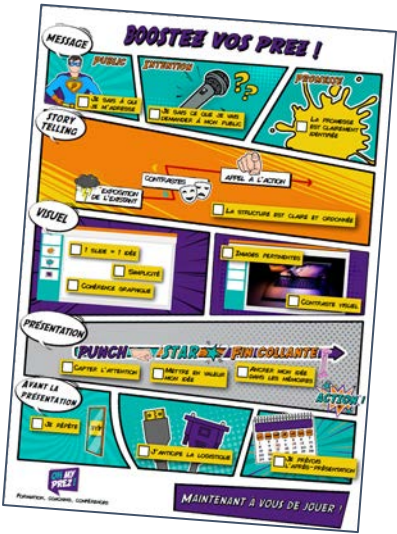 BOOSTEZ VOS PREZ !
MESSAGE
PUBLIC
INTENTION
PROMESSE
JE SAIS À QUI
JE M'ADRESSE
JE SAIS CE QUE JE VAIS
DEMANDER À MON PUBLIC
LA PROMESSE
EST CLAIREMENT
IDENTIFIÉE
STORY
TELLING
CONTRASTES
APPEL À L'ACTION
EXPOSITION
DE L'EXISTANT
LA STRUCTURE EST CLAIRE ET ORDONNÉE
VISUEL
1 SLIDE = 1 IDÉE
SIMPLICITÉ
COHÉRENCE GRAPHIQUE
IMAGES PERTINENTES
CONTRASTE VISUEL
PRÉSENTATION
PUNCH
STAR
FIN COLLANTE
CAPTER L'ATTENTION
METTRE EN VALEUR
MON IDÉE
ANCRER MON IDÉE
DANS LES MÉMOIRES
ACTION!
AVANT LA
PRÉSENTATION
JE RÉPÈTE
J'ANTICIPE LA LOGISTIQUE
JE PRÉVOIS
L'APRÈS-PRÉSENTATION
OH MY
PREZ!
FORMATION, COACHING, CONFÉRENCES
MAINTENANT À VOUS DE JOUER !